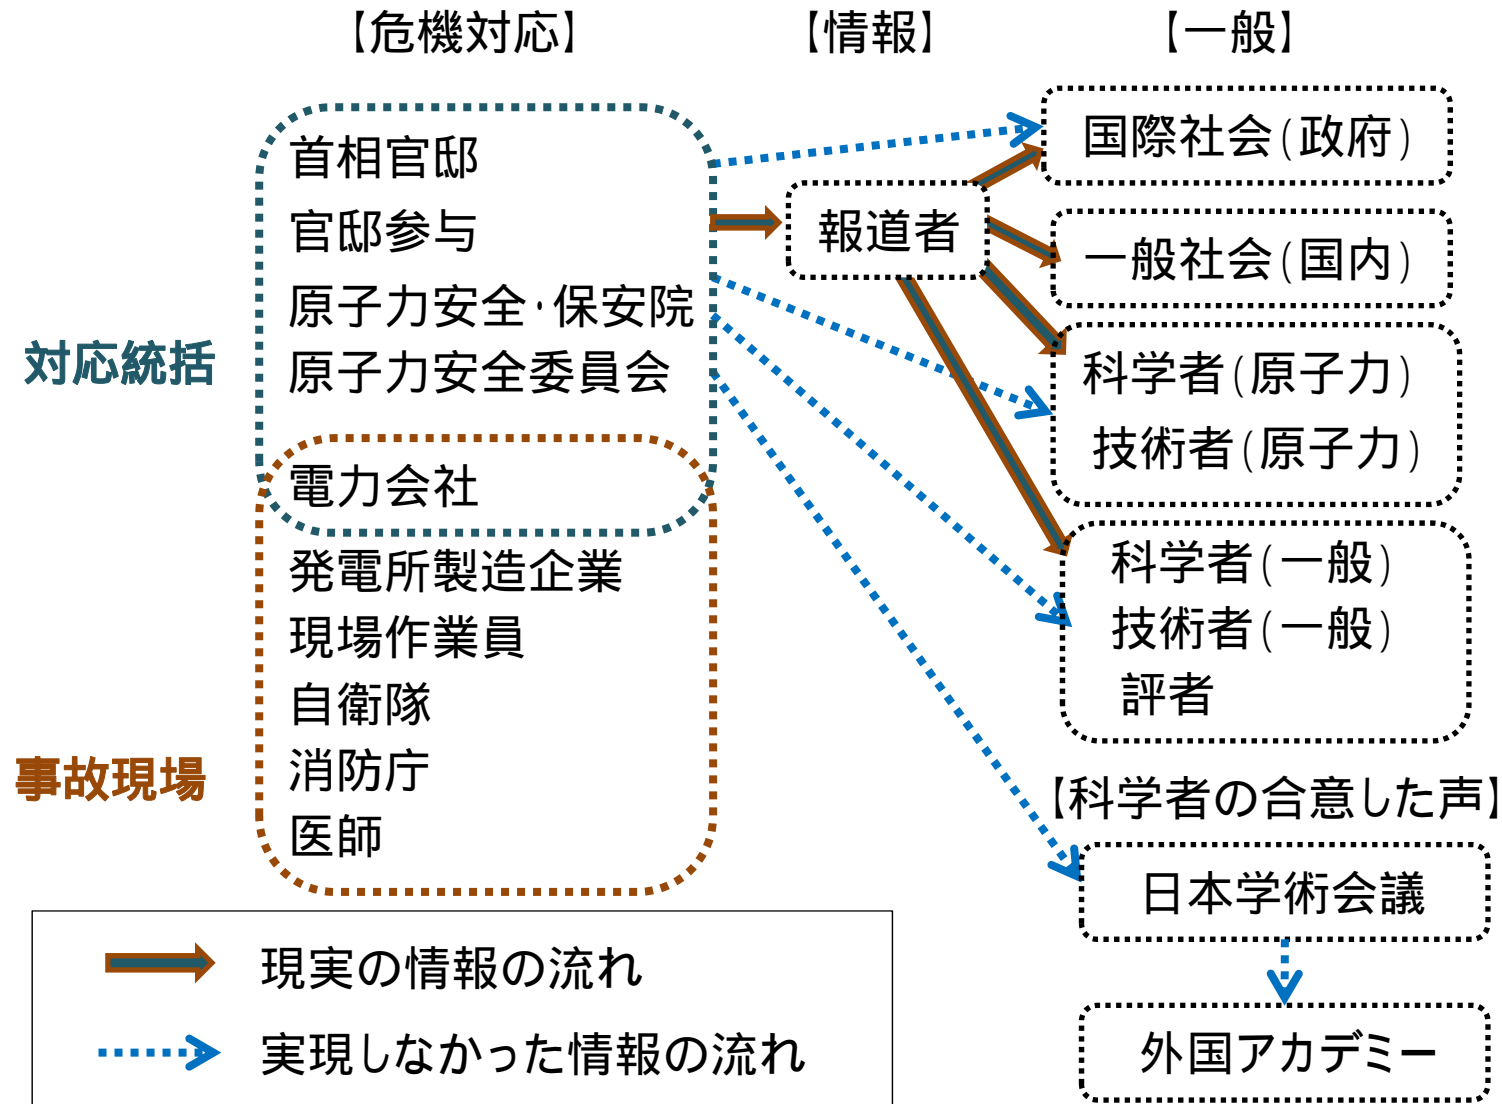 【危機対応】
【情報】
【一般】
首相官邸
官邸参与
原子力安全・保安院
原子力安全委員会
対応統括
電力会社
発電所製造企業
現場作業員
自衛隊
消防庁
医師
事故現場
報道者
国際社会(政府)
一般社会(国内)
科学者(原子力)
技術者(原子力)
科学者(一般)
技術者(一般)
評者
【科学者の合意した声】
日本学術会議
外国アカデミー
現実の情報の流れ
実現しなかった情報の流れ